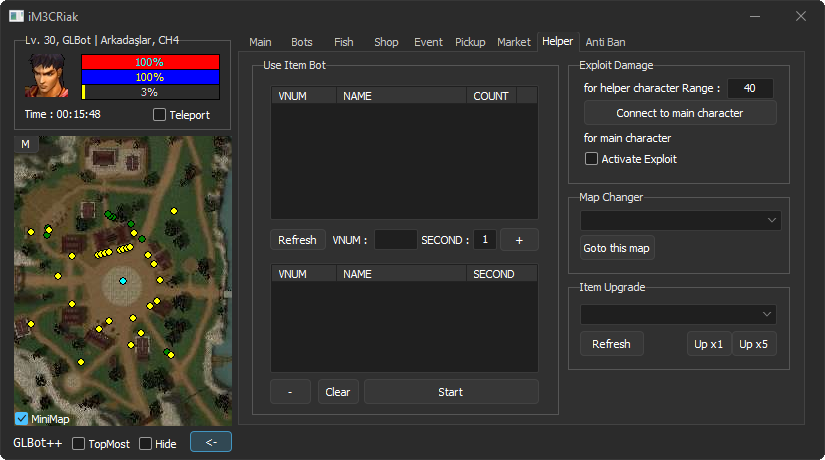 iM3CRiak
Lv. 30, GLBot | Arkadaşlar, CH4
100%
100%
3%
Time : 00:15:48
Teleport
M
MiniMap
GLBot++
TopMost
Hide
<-
Main Bots Fish Shop Event Pickup Market Helper Anti Ban
Use Item Bot
VNUM NAME COUNT
Refresh VNUM : SECOND : 1 +
VNUM NAME SECOND
- Clear Start
Exploit Damage
for helper character Range : 40
Connect to main character
for main character
Activate Exploit
Map Changer
Goto this map
Item Upgrade
Refresh Up x1 Up x5